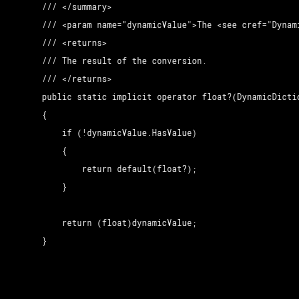 /// </summary>
/// <param name="dynamicValue">The <see cref="Dynami
/// <returns>
/// The result of the conversion.
/// </returns>
public static implicit operator float?(DynamicDictio
{
if (!dynamicValue.HasValue)
{
return default(float?);
}
return (float)dynamicValue;
}